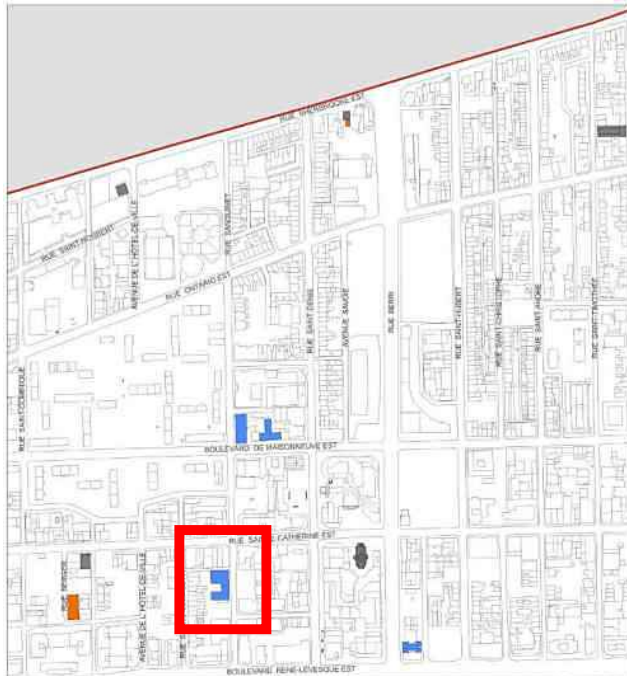 RUE SHERBROOKE EST
RUE SAINT-NORBERT
AVENUE DE L'HÔTEL-DE-VILLE
RUE SANGUINET
RUE ONTARIO EST
RUE SAINT-DENIS
AVENUE SAVOIE
RUE BERRI
RUE SAINT-HUBERT
RUE SAINT-CHRISTOPHE
RUE SAINT-ANDRÉ
RUE SAINT-TIMOTHÉE
RUE SAINT-DOMINIQUE
BOULEVARD DE MAISONNEUVE EST
RUE SAINTE-CATHERINE EST
AVENUE DE L' HÔTEL-DE-VILLE
BOULEVARD RENÉ-LÉVESQUE EST